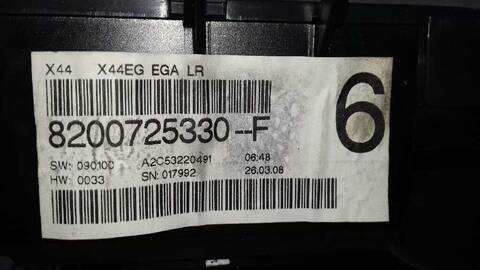 X44 X44EG EGA LR
8200725330--F
6
SW: 090100 A2C53220491 06:48
HW: 0033 SN: 017992 26.03.08